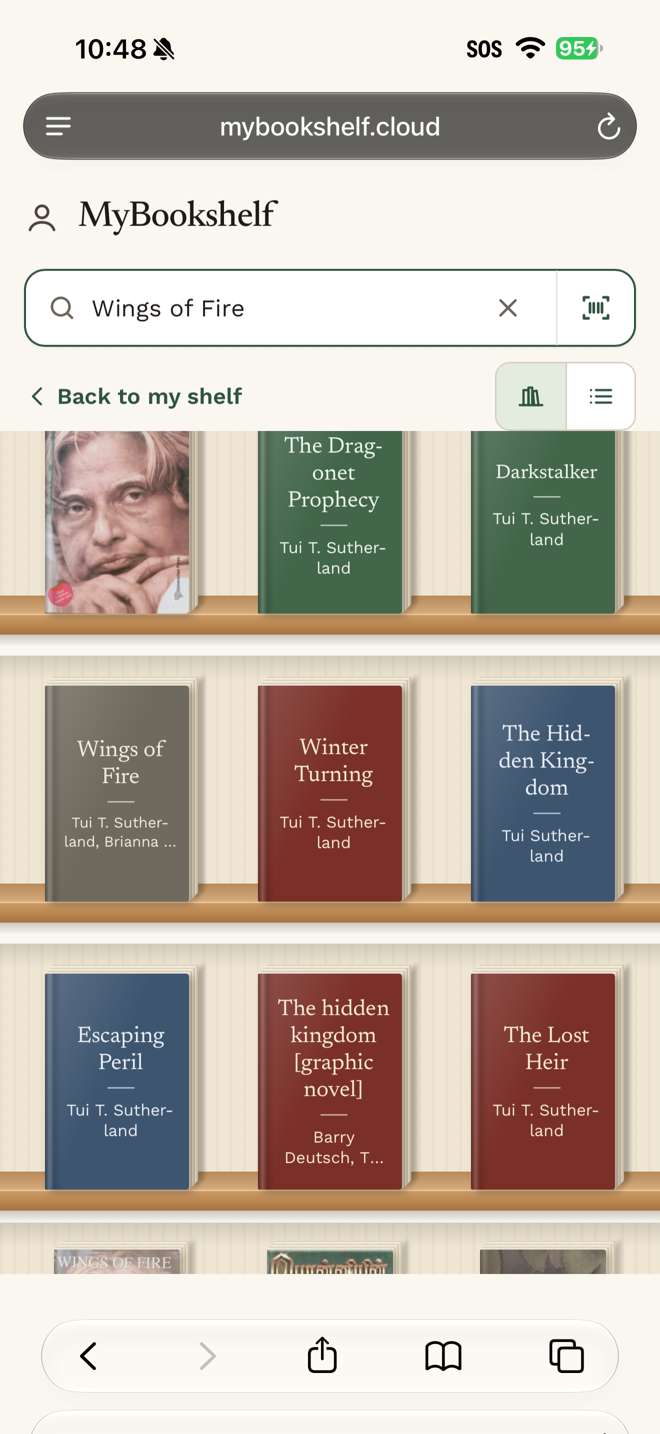 10:48
SOS
95
mybookshelf.cloud
MyBookshelf
Wings of Fire
Back to my shelf
The Drag-
onet
Prophecy
Tui T. Suther-
land
Darkstalker
Tui T. Suther-
land
Wings of
Fire
Tui T. Suther-
land, Brianna ...
Winter
Turning
Tui T. Suther-
land
The Hid-
den King-
dom
Tui Suther-
land
Escaping
Peril
Tui T. Suther-
land
The hidden
kingdom
[graphic
novel]
Barry
Deutsch, T...
The Lost
Heir
Tui T. Suther-
land
WINGS OF FIRE